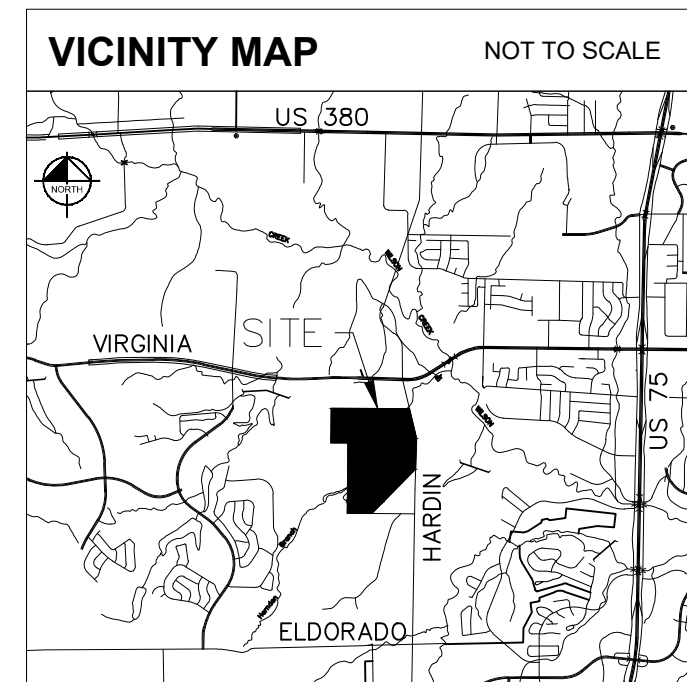 VICINITY MAP
NOT TO SCALE
US 380
NORTH
CREEK
WILSON
CREEK
VIRGINIA
SITE
US 75
WILSON
HARDIN
Branch
Herndon
ELDORADO